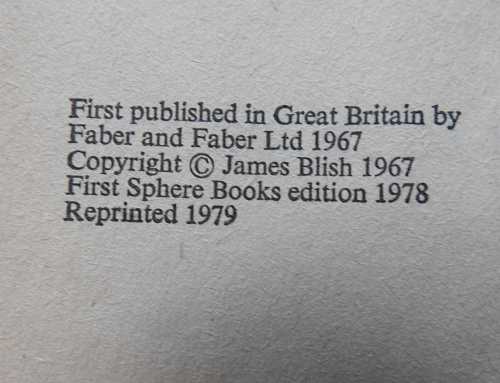 First published in Great Britain by
Faber and Faber Ltd 1967
Copyright © James Blish 1967
First Sphere Books edition 1978
Reprinted 1979